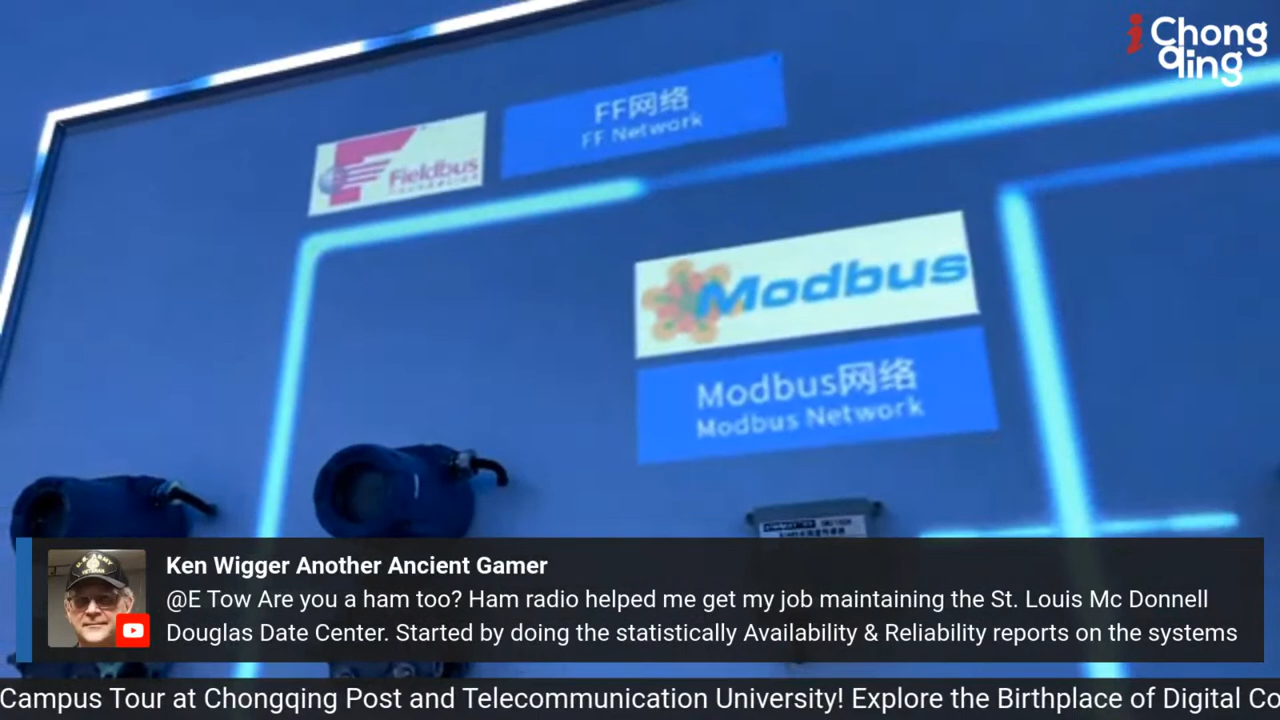 i Chong
qing
FF网络
FF Network
Fieldbus
FOUNDATION
Modbus
Modbus网络
Modbus Network
Ken Wigger Another Ancient Gamer
@E Tow Are you a ham too? Ham radio helped me get my job maintaining the St. Louis Mc Donnell
Douglas Date Center. Started by doing the statistically Availability & Reliability reports on the systems
Campus Tour at Chongqing Post and Telecommunication University! Explore the Birthplace of Digital Co